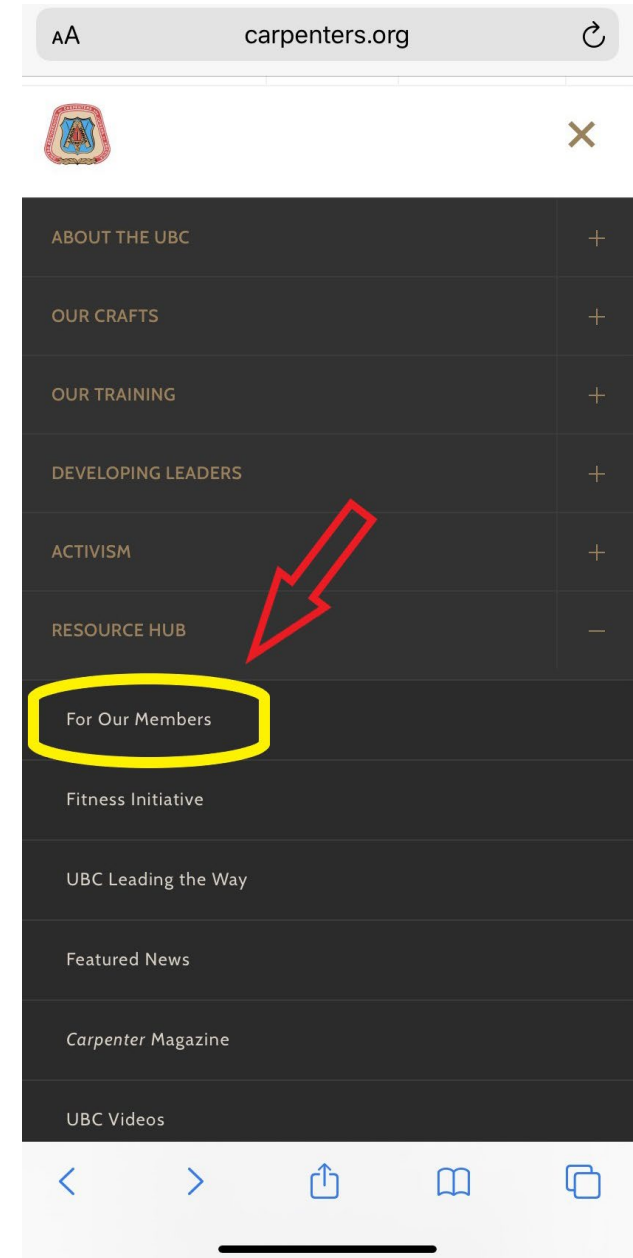 AA
carpenters.org
ABOUT THE UBC
OUR CRAFTS
OUR TRAINING
DEVELOPING LEADERS
ACTIVISM
RESOURCE HUB
For Our Members
Fitness Initiative
UBC Leading the Way
Featured News
Carpenter Magazine
UBC Videos